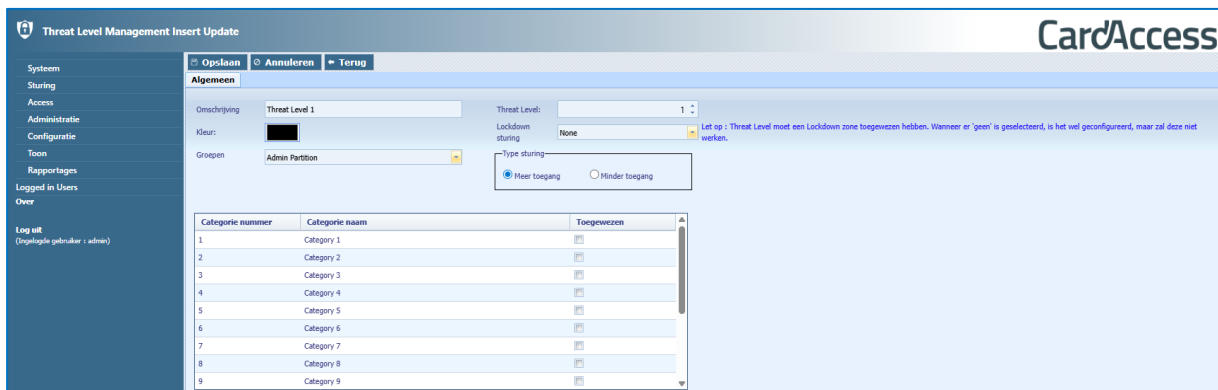 Threat Level Management Insert Update
CardAccess
Systeem
Sturing
Access
Administratie
Configuratie
Toon
Rapportages
Logged in Users
Over
Log uit
(Ingelogde gebruiker : admin)
Opslaan Annuleren Terug
Algemeen
Omschrijving Threat Level 1 Threat Level: 1
Kleur: Lockdown sturing None Let op : Threat Level moet een Lockdown zone toegewezen hebben. Wanneer er 'geen' is geselecteerd, is het wel geconfigureerd, maar zal deze niet
werken.
Groepen Admin Partition Type sturing
Meer toegang Minder toegang
Categorie nummer Categorie naam Toegewezen
1 Category 1
2 Category 2
3 Category 3
4 Category 4
5 Category 5
6 Category 6
7 Category 7
8 Category 8
9 Category 9